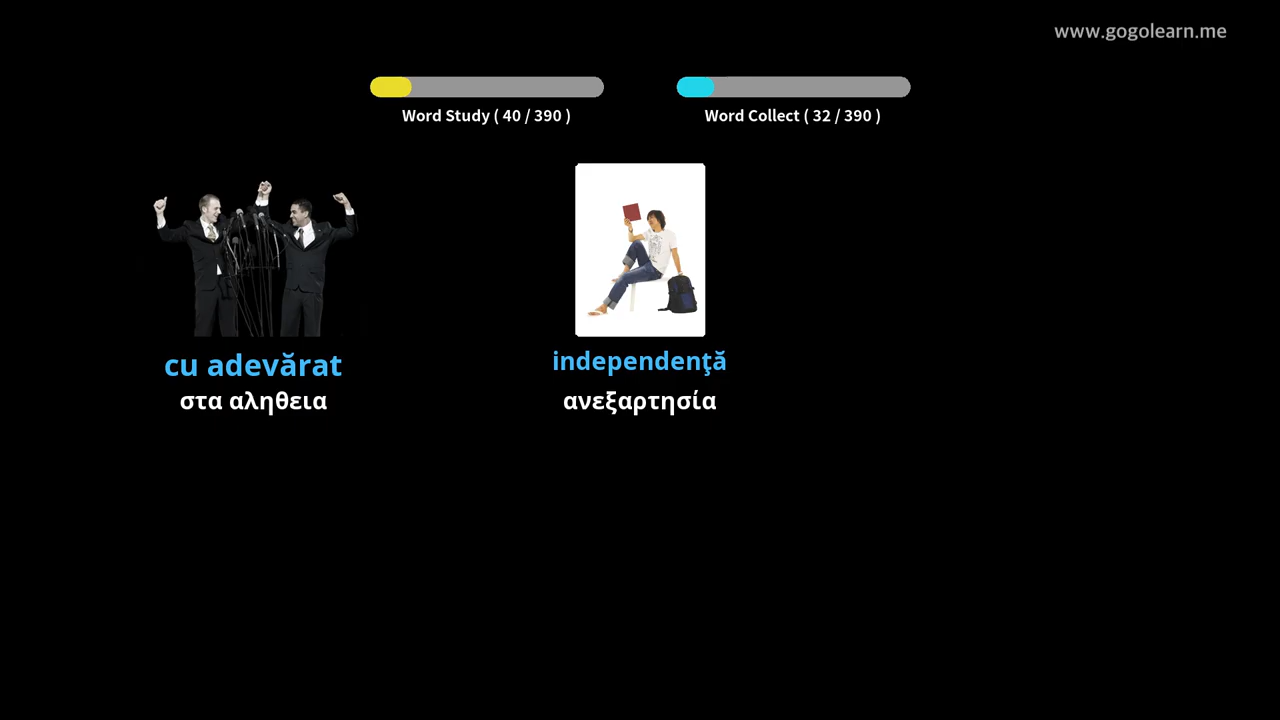 www.gogolearn.me
Word Study ( 40 / 390 )
Word Collect ( 32 / 390 )
cu adevărat
στα αληθεια
independenţă
ανεξαρτησία